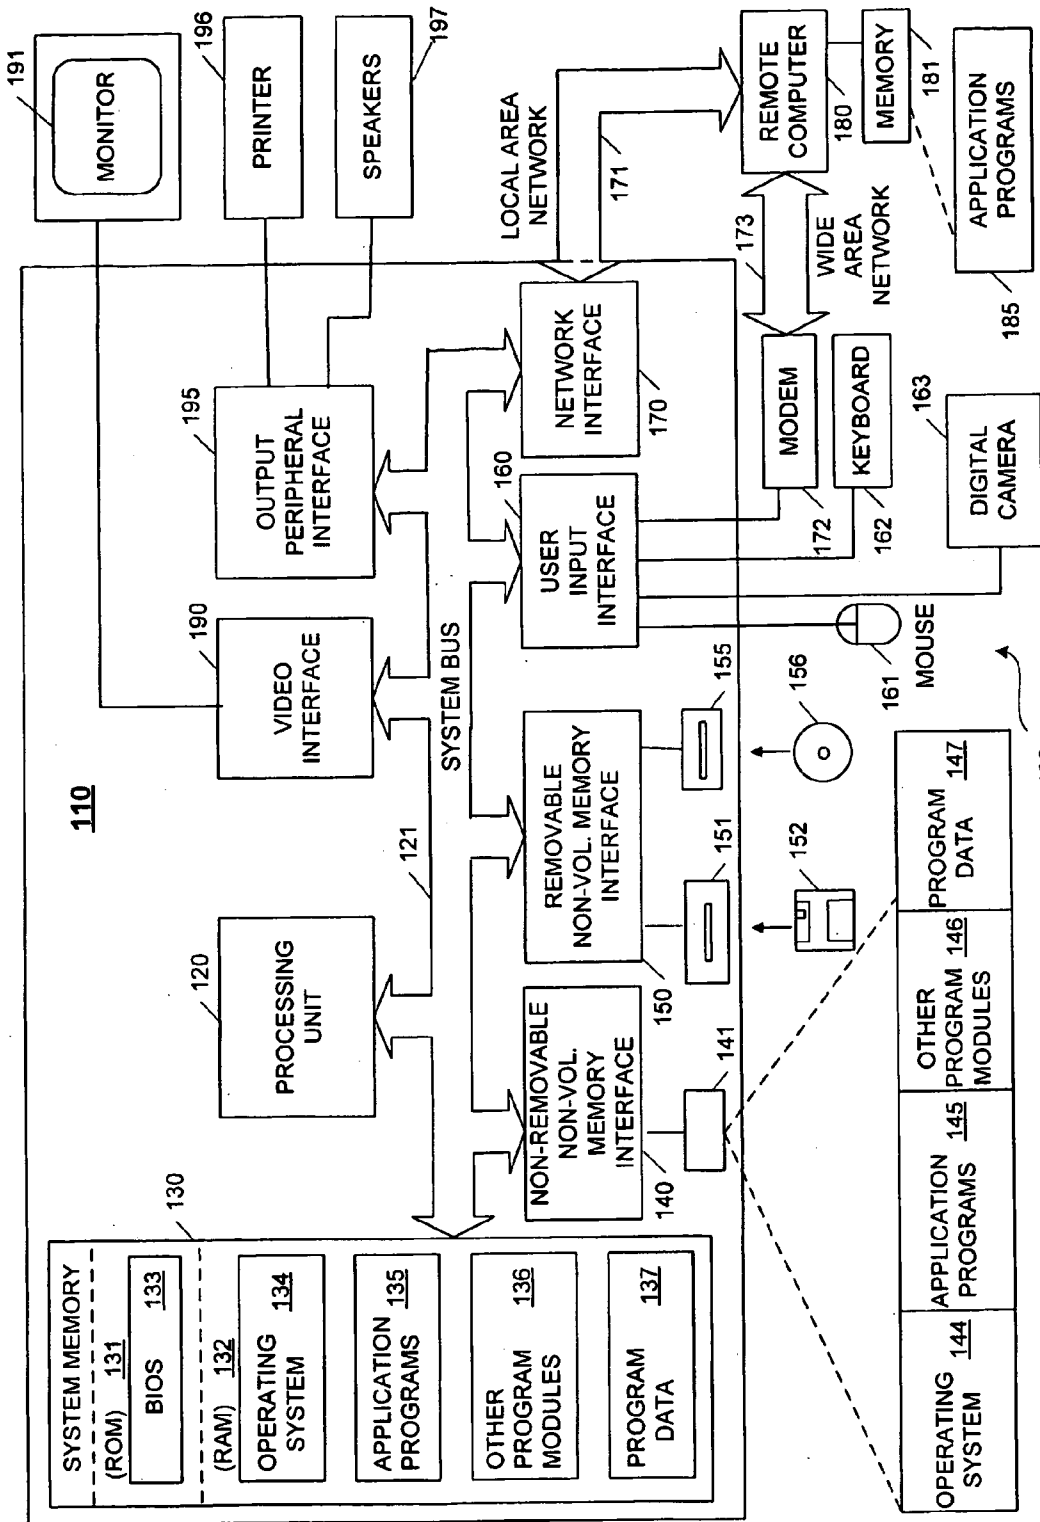 110
SYSTEM MEMORY
(ROM) 131
BIOS 133
(RAM) 132
OPERATING
SYSTEM 134
APPLICATION
PROGRAMS 135
OTHER
PROGRAM
MODULES 136
PROGRAM
DATA 137
130
PROCESSING
UNIT
120
121
SYSTEM BUS
VIDEO
INTERFACE
190
OUTPUT
PERIPHERAL
INTERFACE
195
MONITOR
191
PRINTER
196
SPEAKERS
197
NON-REMOVABLE
NON-VOL.
MEMORY
INTERFACE
140
141
REMOVABLE
NON-VOL. MEMORY
INTERFACE
150
151
155
152
156
USER
INPUT
INTERFACE
160
NETWORK
INTERFACE
170
LOCAL AREA
NETWORK
171
173
WIDE
AREA
NETWORK
MODEM
172
KEYBOARD
162
MOUSE
161
DIGITAL
CAMERA
163
REMOTE
COMPUTER
180
MEMORY
181
APPLICATION
PROGRAMS
185
OPERATING
SYSTEM 144
APPLICATION
PROGRAMS 145
OTHER
PROGRAM
MODULES 146
PROGRAM
DATA 147